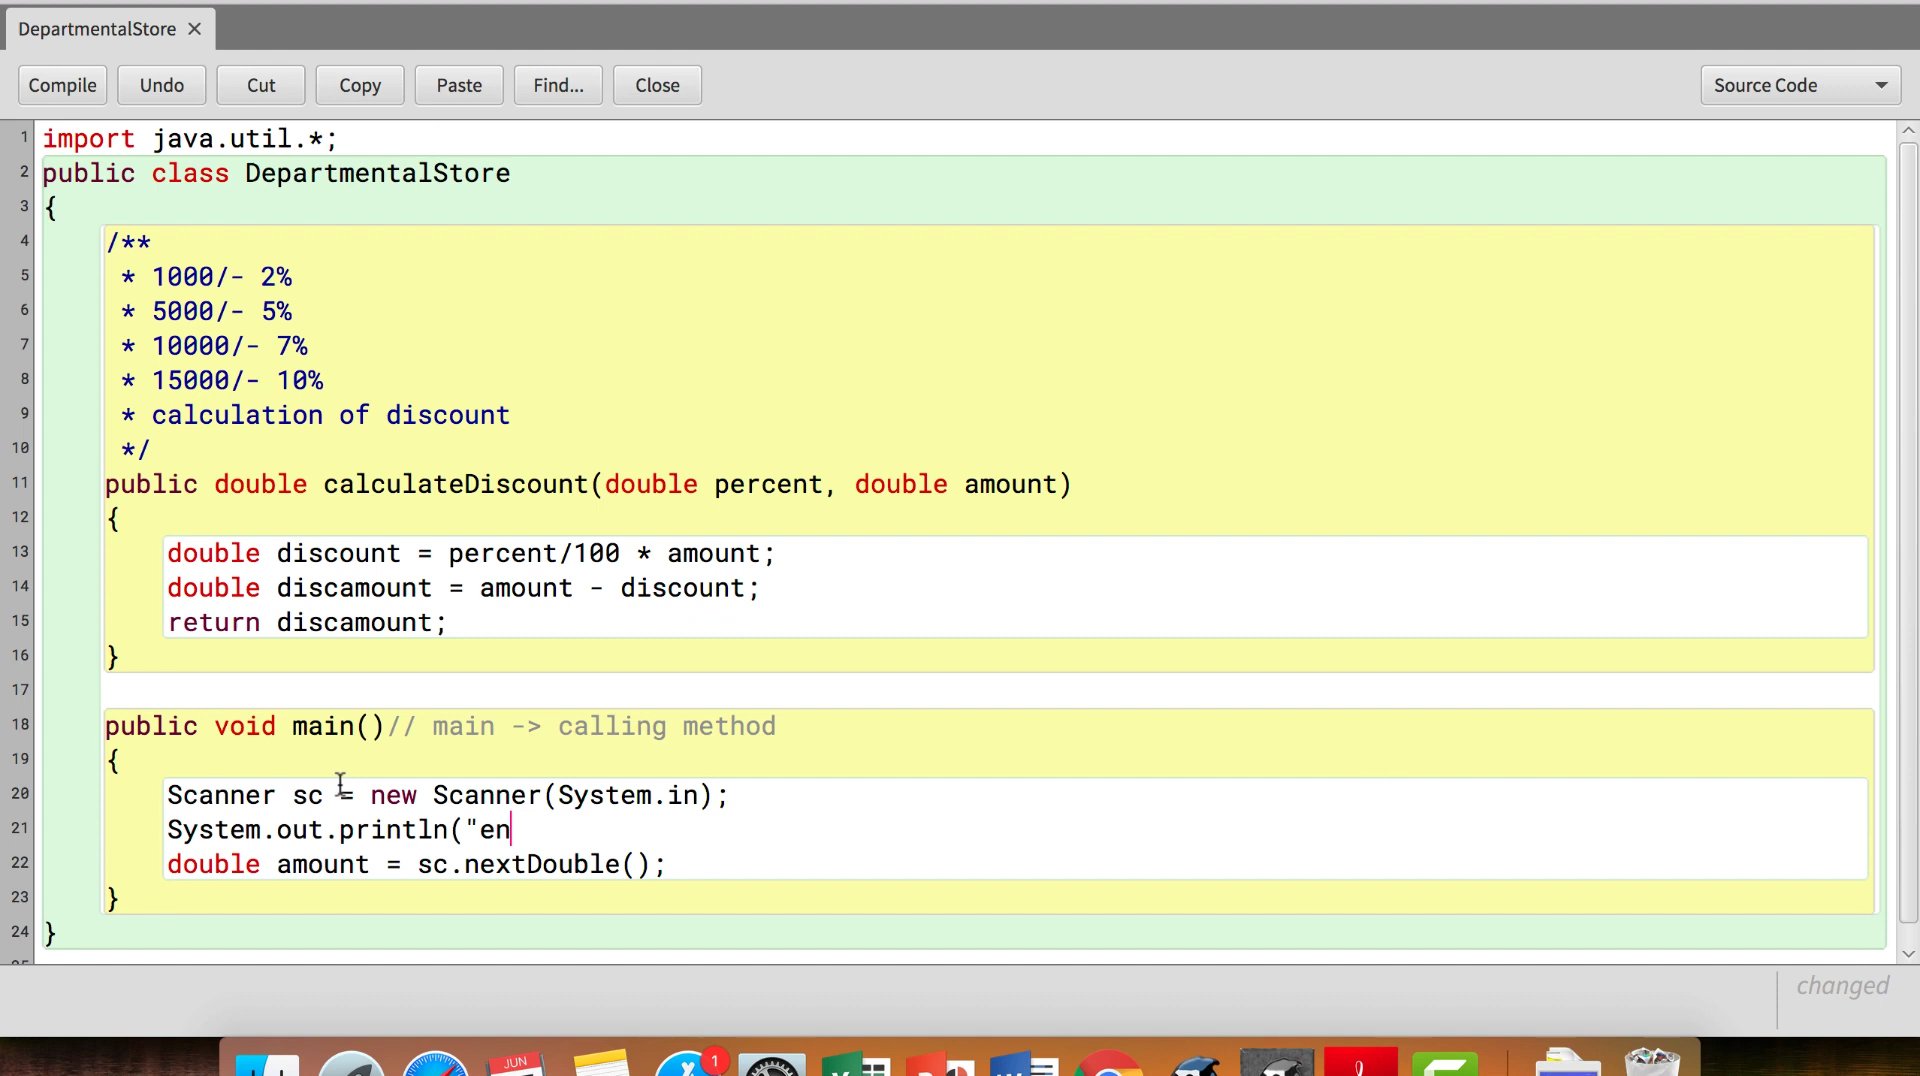 DepartmentalStore ×
Compile Undo Cut Copy Paste Find... Close Source Code
1 import java.util.*;
2 public class DepartmentalStore
3 {
4 /**
5 * 1000/- 2%
6 * 5000/- 5%
7 * 10000/- 7%
8 * 15000/- 10%
9 * calculation of discount
10 */
11 public double calculateDiscount(double percent, double amount)
12 {
13 double discount = percent/100 * amount;
14 double discamount = amount - discount;
15 return discamount;
16 }
17
18 public void main()// main -> calling method
19 {
20 Scanner sc = new Scanner(System.in);
21 System.out.println("en
22 double amount = sc.nextDouble();
23 }
24 }
changed
JUN 1